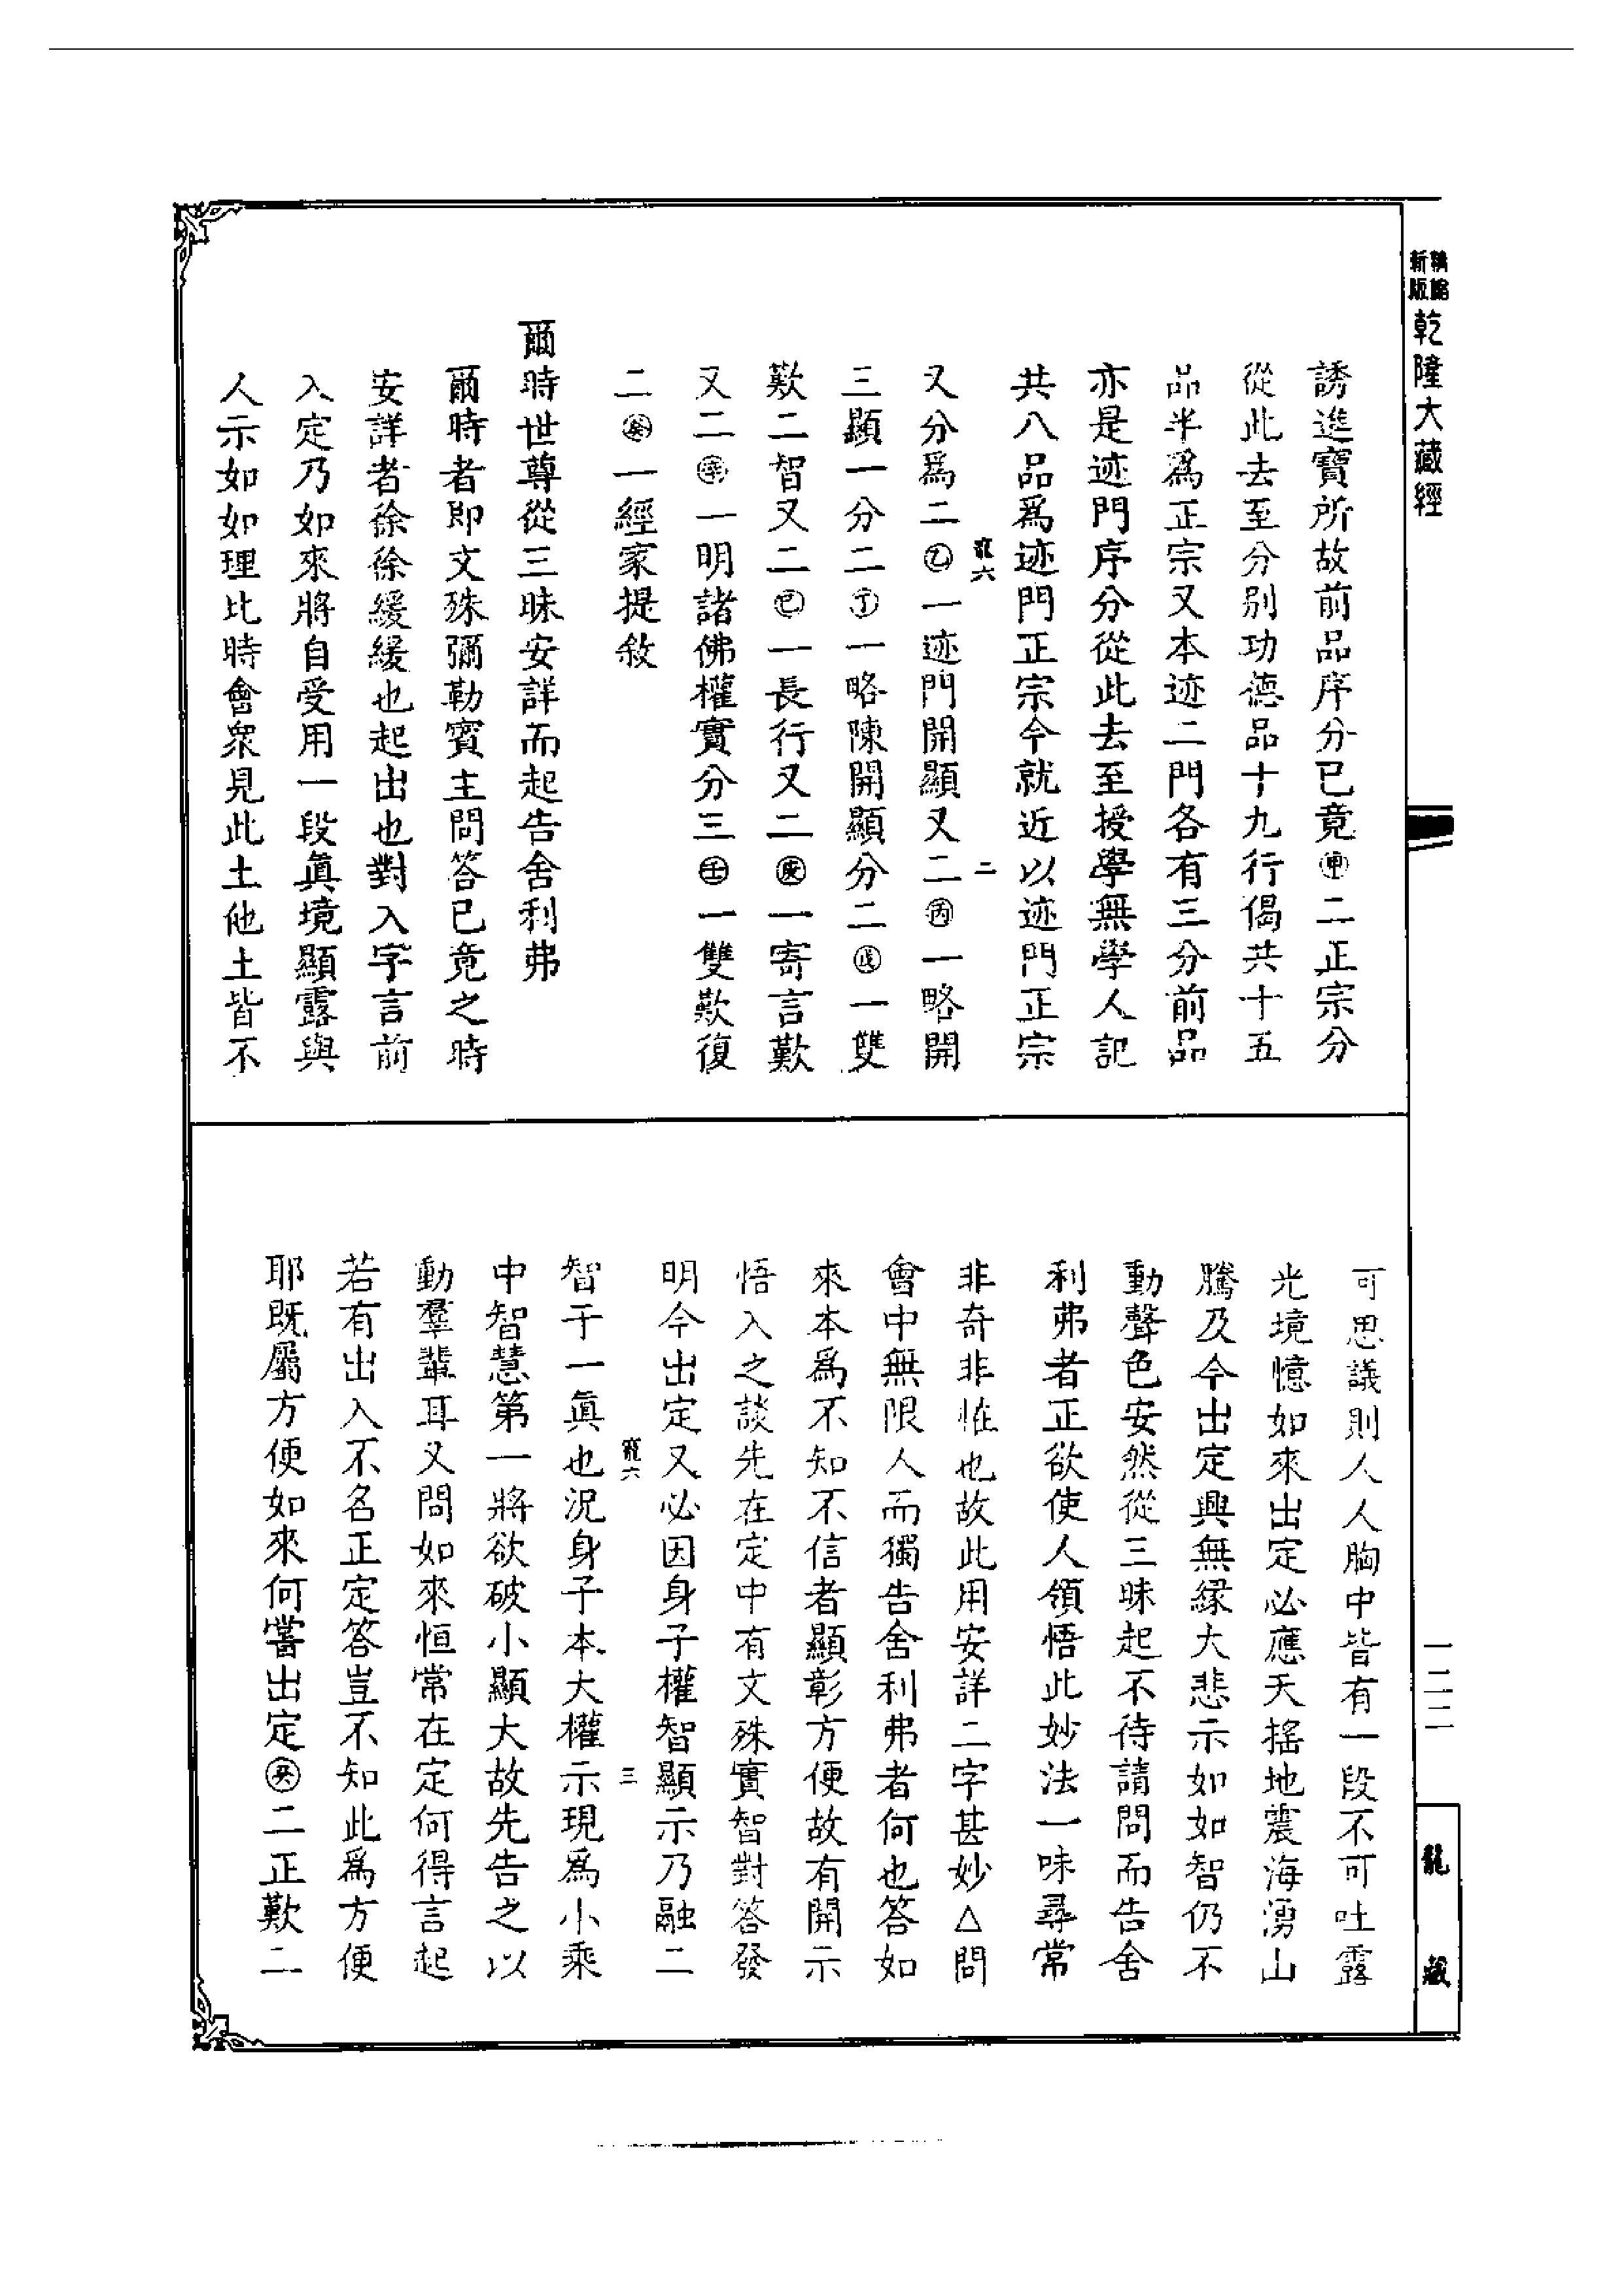 新版
精縮
乾隆大藏經
誘進寶所故前品序分已竟㊥二正宗分
從此去至分別功德品十九行偈共十五
品半爲正宗又本迹二門各有三分前品
亦是迹門序分從此去至授學無學人記
共八品爲迹門正宗今就近以迹門正宗
寵六
二
又分爲二㊁一迹門開顯又二㊅一略開
三顯一分二㊀一略陳開顯分二㊄一雙
歎二智又二㊂一長行又二㊉一寄言歎
又二㊇一明諸佛權實分三㊆一雙歎復
二㊈一經家提敘
爾時世尊從三昧安詳而起告舍利弗
爾時者即文殊彌勒賓主問答已竟之時
安詳者徐徐緩緩也起出也對入字言前
入定乃如來將自受用一段眞境顯露與
人示如如理比時會衆見此土他土皆不
可思議則人人胸中皆有一段不可吐露
光境憶如來出定必應天搖地震海湧山
騰及今出定興無緣大悲示如如智仍不
動聲色安然從三昧起不待請問而告舍
利弗者正欲使人領悟此妙法一味尋常
非奇非恠也故此用安詳二字甚妙△問
會中無限人而獨告舍利弗者何也答如
來本爲不知不信者顯彰方便故有開示
悟入之談先在定中有文殊實智對答發
明今出定又必因身子權智顯示乃融二
寵六
三
智于一眞也況身子本大權示現爲小乘
中智慧第一將欲破小顯大故先告之以
動羣輩耳又問如來恒常在定何得言起
若有出入不名正定答豈不知此爲方便
耶既屬方便如來何嘗出定㊈二正歎二
一二二
龍藏